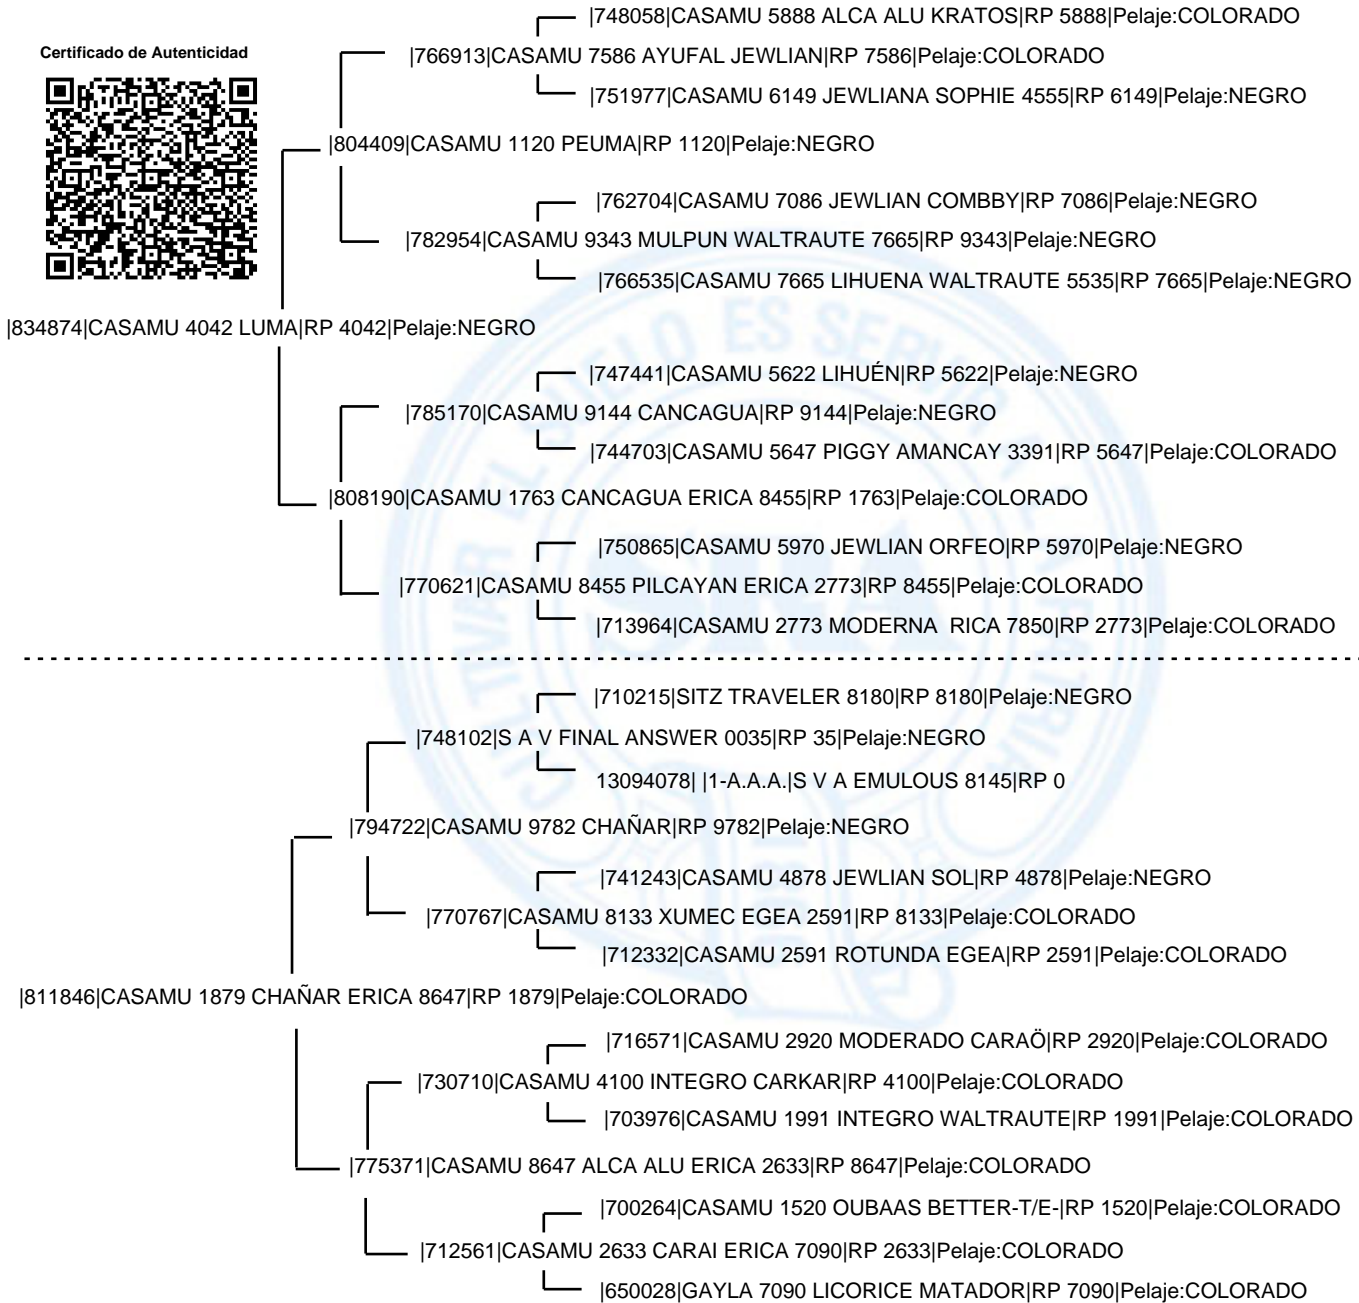 |748058|CASAMU 5888 ALCA ALU KRATOS|RP 5888|Pelaje:COLORADO
Certificado de Autenticidad
|766913|CASAMU 7586 AYUFAL JEWLIAN|RP 7586|Pelaje:COLORADO
|751977|CASAMU 6149 JEWLIANA SOPHIE 4555|RP 6149|Pelaje:NEGRO
|804409|CASAMU 1120 PEUMA|RP 1120|Pelaje:NEGRO
|762704|CASAMU 7086 JEWLIAN COMBBY|RP 7086|Pelaje:NEGRO
|782954|CASAMU 9343 MULPUN WALTRAUTE 7665|RP 9343|Pelaje:NEGRO
|766535|CASAMU 7665 LIHUENA WALTRAUTE 5535|RP 7665|Pelaje:NEGRO
|834874|CASAMU 4042 LUMA|RP 4042|Pelaje:NEGRO
|747441|CASAMU 5622 LIHUÉN|RP 5622|Pelaje:NEGRO
|785170|CASAMU 9144 CANCAGUA|RP 9144|Pelaje:NEGRO
|744703|CASAMU 5647 PIGGY AMANCAY 3391|RP 5647|Pelaje:COLORADO
|808190|CASAMU 1763 CANCAGUA ERICA 8455|RP 1763|Pelaje:COLORADO
|750865|CASAMU 5970 JEWLIAN ORFEO|RP 5970|Pelaje:NEGRO
|770621|CASAMU 8455 PILCAYAN ERICA 2773|RP 8455|Pelaje:COLORADO
|713964|CASAMU 2773 MODERNA  RICA 7850|RP 2773|Pelaje:COLORADO
|710215|SITZ TRAVELER 8180|RP 8180|Pelaje:NEGRO
|748102|S A V FINAL ANSWER 0035|RP 35|Pelaje:NEGRO
13094078| |1-A.A.A.|S V A EMULOUS 8145|RP 0
|794722|CASAMU 9782 CHAÑAR|RP 9782|Pelaje:NEGRO
|741243|CASAMU 4878 JEWLIAN SOL|RP 4878|Pelaje:NEGRO
|770767|CASAMU 8133 XUMEC EGEA 2591|RP 8133|Pelaje:COLORADO
|712332|CASAMU 2591 ROTUNDA EGEA|RP 2591|Pelaje:COLORADO
|811846|CASAMU 1879 CHAÑAR ERICA 8647|RP 1879|Pelaje:COLORADO
|716571|CASAMU 2920 MODERADO CARAÖ|RP 2920|Pelaje:COLORADO
|730710|CASAMU 4100 INTEGRO CARKAR|RP 4100|Pelaje:COLORADO
|703976|CASAMU 1991 INTEGRO WALTRAUTE|RP 1991|Pelaje:COLORADO
|775371|CASAMU 8647 ALCA ALU ERICA 2633|RP 8647|Pelaje:COLORADO
|700264|CASAMU 1520 OUBAAS BETTER-T/E-|RP 1520|Pelaje:COLORADO
|712561|CASAMU 2633 CARAI ERICA 7090|RP 2633|Pelaje:COLORADO
|650028|GAYLA 7090 LICORICE MATADOR|RP 7090|Pelaje:COLORADO
CULTIVAR EL SUELO ES SERVIR A LA PATRIA
SRA
1866